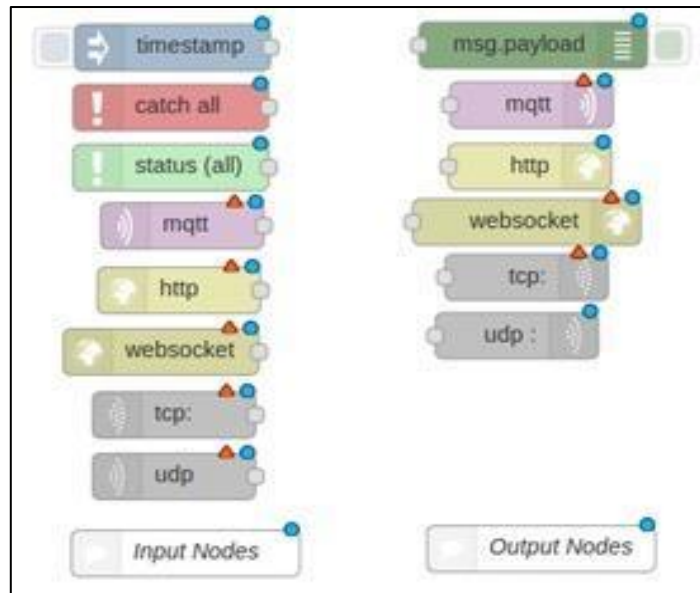 timestamp
catch all
status (all)
mqtt
http
websocket
tcp:
udp
Input Nodes
msg.payload
mqtt
http
websocket
tcp:
udp :
Output Nodes